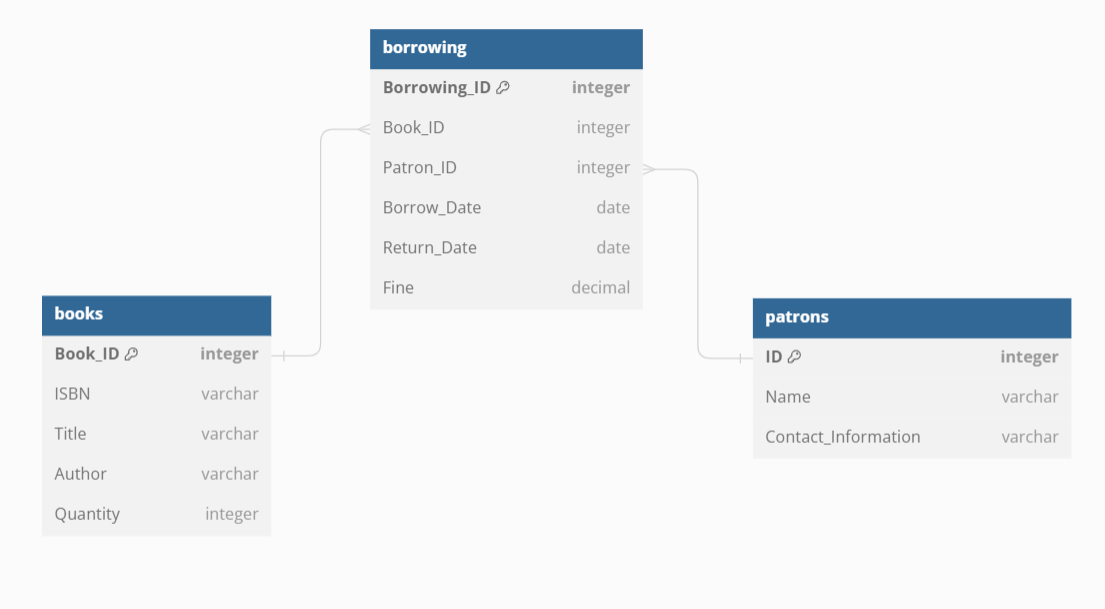 borrowing
Borrowing_ID integer
Book_ID integer
Patron_ID integer
Borrow_Date date
Return_Date date
Fine decimal
books
Book_ID integer
ISBN varchar
Title varchar
Author varchar
Quantity integer
patrons
ID integer
Name varchar
Contact_Information varchar